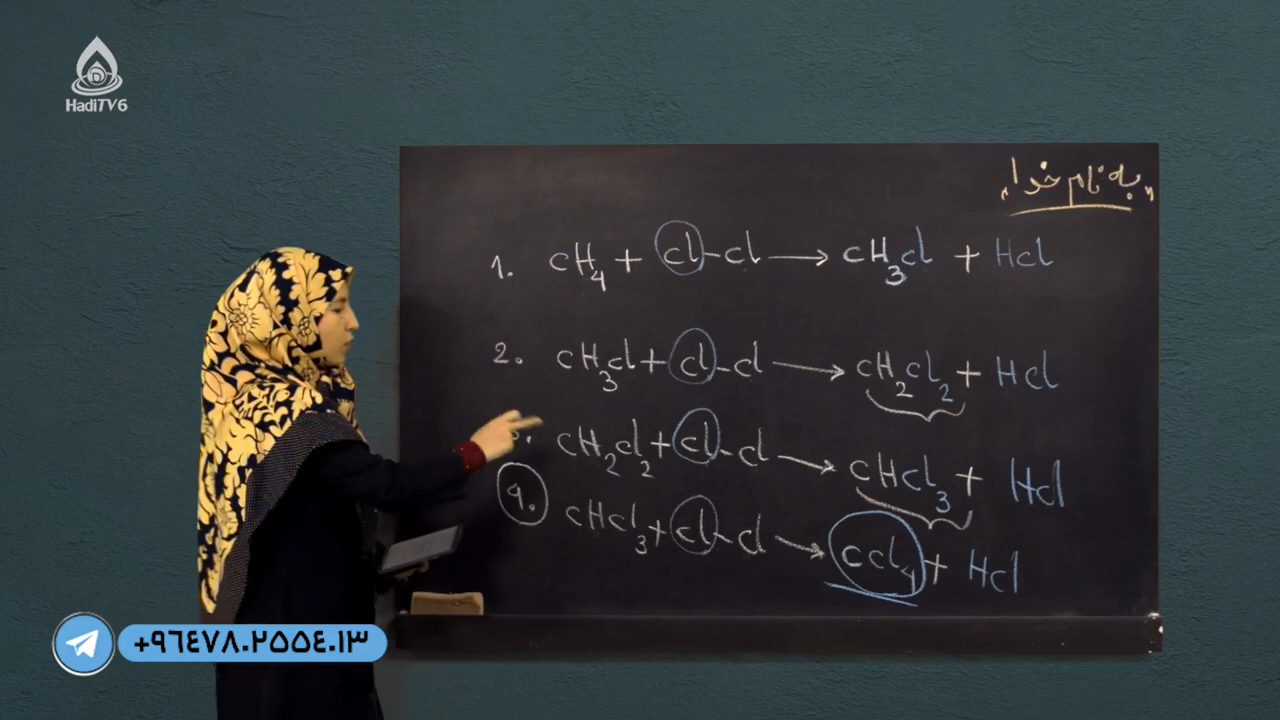 HadiTV6
"به نام خدا"
1. CH4 + Cl-Cl → CH3Cl + HCl
2. CH3Cl + Cl-Cl → CH2Cl2 + HCl
CH2Cl2 + Cl-Cl → CHCl3 + HCl
4. CHCl3 + Cl-Cl → CCl4 + HCl
+٩٦٤٧٨٠٢٥٥٤٠١٣